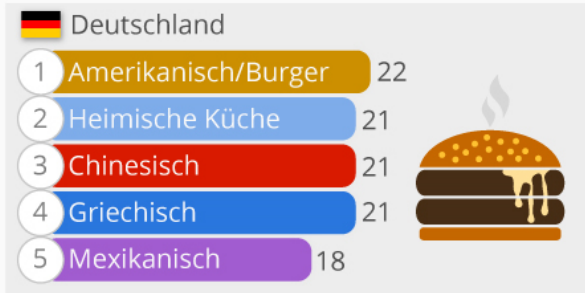 Deutschland
1 Amerikanisch/Burger 22
2 Heimische Küche 21
3 Chinesisch 21
4 Griechisch 21
5 Mexikanisch 18